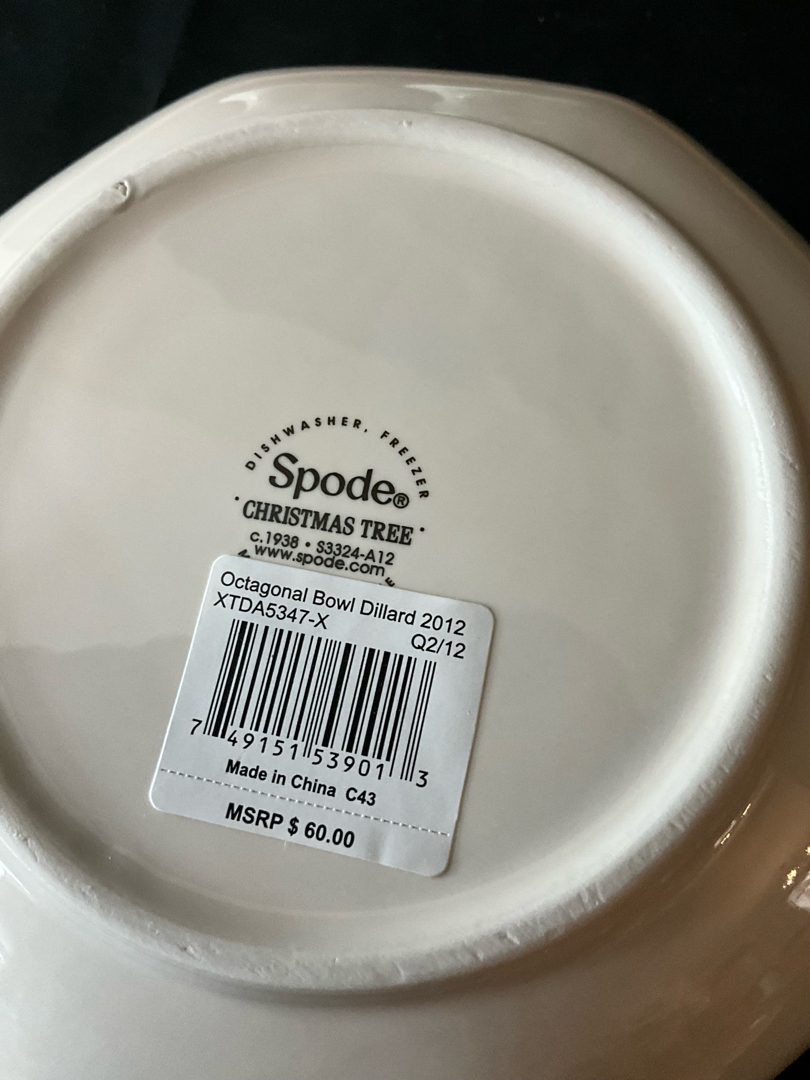 DISHWASHER, FREEZER
Spode®
· CHRISTMAS TREE ·
c.1938 • S3324-A12
www.spode.com
Octagonal Bowl Dillard 2012
XTDA5347-X Q2/12
7 49151 53901 3
Made in China C43
MSRP $ 60.00